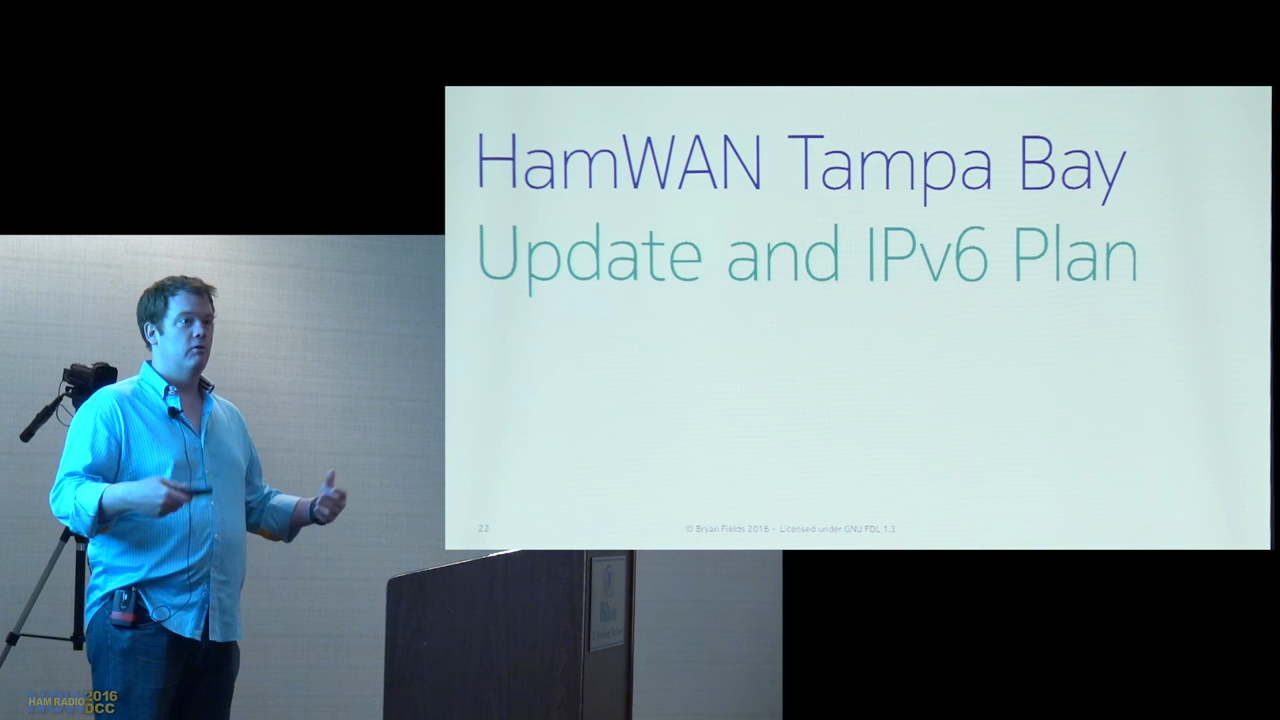 HamWAN Tampa Bay
Update and IPv6 Plan
22
© Bryan Fields 2016 - Licensed under GNU FDL 1.3
HAM RADIO 2016
DCC